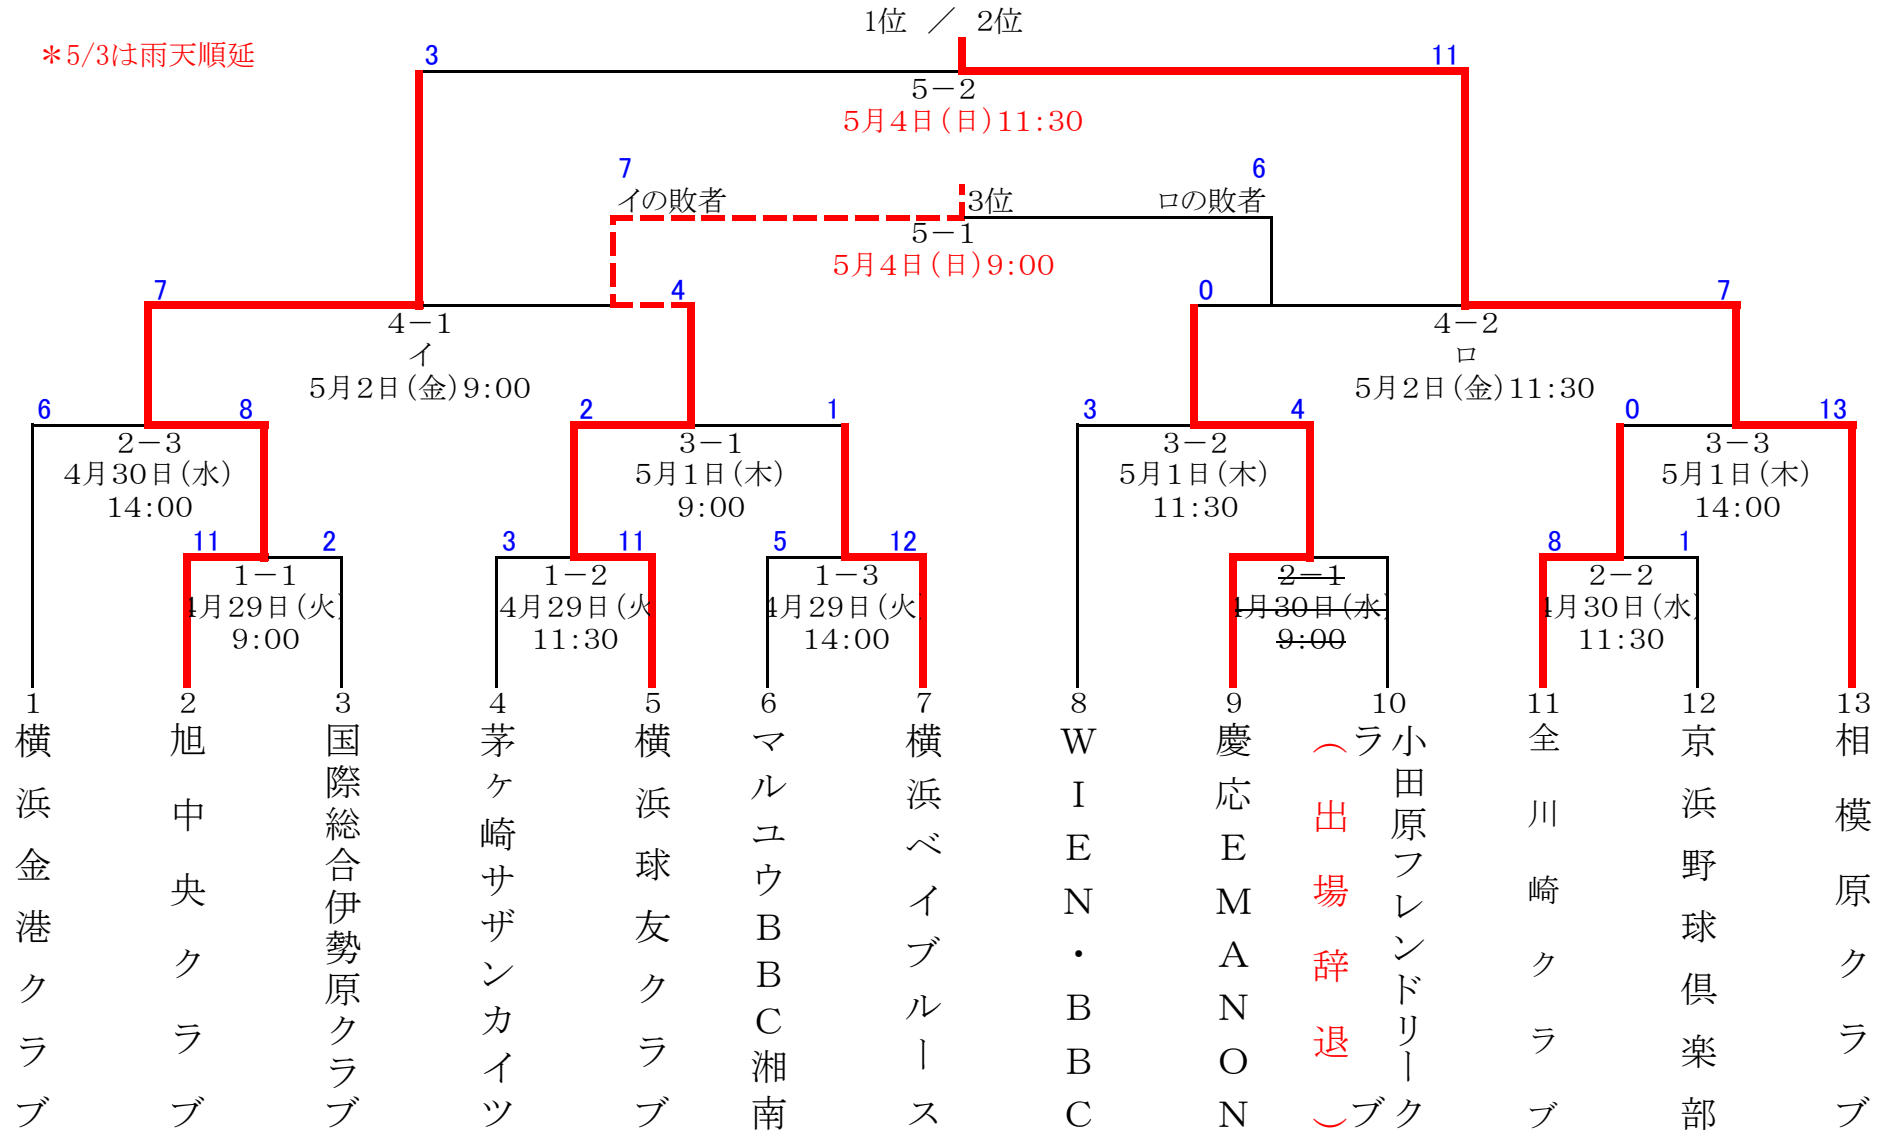 1位 ／ 2位
＊5/3は雨天順延
3
11
5－2
5月4日(日)11:30
7
6
イの敗者
3位
ロの敗者
5－1
5月4日(日)9:00
7
4
0
7
4－1
イ
5月2日(金)9:00
4－2
ロ
5月2日(金)11:30
6
8
2
1
3
4
0
13
2－3
4月30日(水)
14:00
3－1
5月1日(木)
9:00
3－2
5月1日(木)
11:30
3－3
5月1日(木)
14:00
11
2
3
11
5
12
8
1
1－1
4月29日(火)
9:00
1－2
4月29日(火
11:30
1－3
4月29日(火
14:00
2－1
4月30日(水)
9:00
2－2
4月30日(水)
11:30
1
2
3
4
5
6
7
8
9
10
11
12
13
横浜金港クラブ
旭中央クラブ
国際総合伊勢原クラブ
茅ヶ崎サザンカイツ
横浜球友クラブ
マルユウBBC湘南
横浜ベイブルース
WIEN・BBC
慶応EMANON
小田原フレンドリーク
ラブ
（出場辞退）
全川崎クラブ
京浜野球倶楽部
相模原クラブ